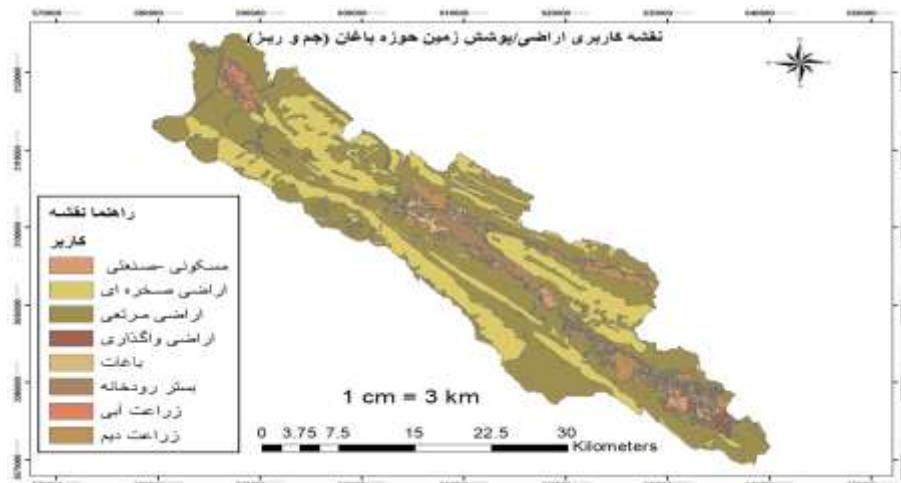 نقشه کاربری اراضی/پوشش زمین حوزه باغان (جم و ریز)
راهنما نقشه
کاربر
مسکونی -صنعتی
اراضی صخره ای
اراضی مرتعی
اراضی واگذاری
باغات
بستر رودخانه
زراعت آبی
زراعت دیم
1 cm = 3 km
0 3.75 7.5 15 22.5 30
Kilometers